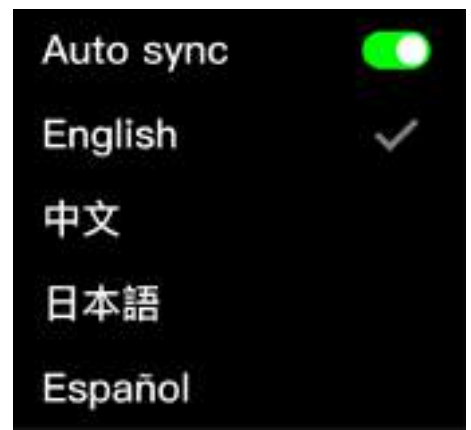 Auto sync
English
中文
日本語
Español